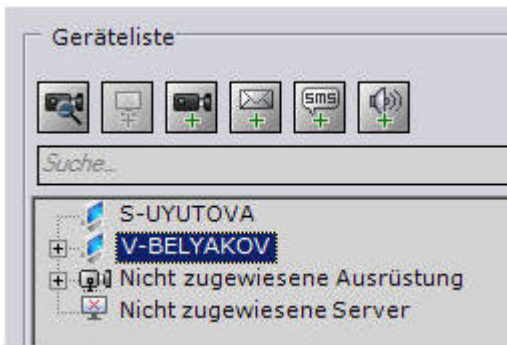 Geräteliste
SMS
Suche...
S-UYUTOVA
V-BELYAKOV
Nicht zugewiesene Ausrüstung
Nicht zugewiesene Server